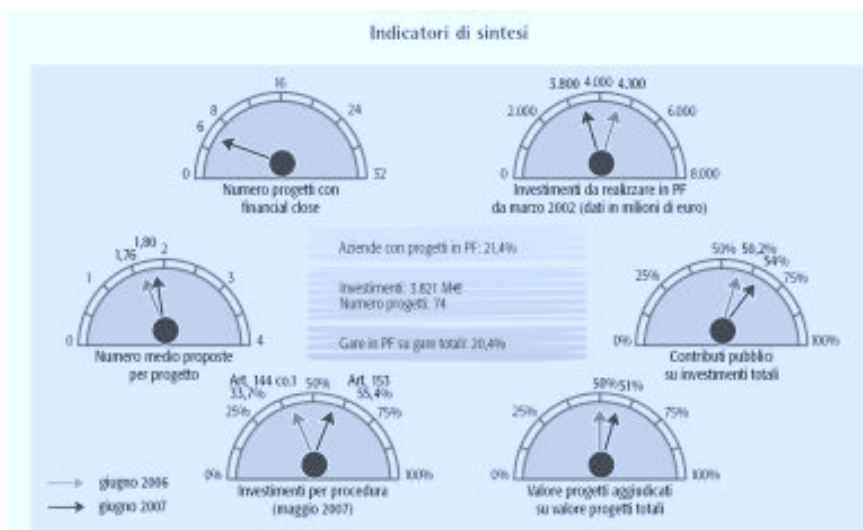 Indicatori di sintesi
16
8
24
6
0
32
Numero progetti con
financial close
3.800 4.000 4.100
2.000
6.000
0
8.000
Investimenti da realizzare in PF
da marzo 2002 (dati in milioni di euro)
Aziende con progetti in PF: 21,4%
Investimenti: 3.821 M€
Numero progetti: 74
Gare in PF su gare totali: 20,4%
1,80
1,76
2
1
3
0
4
Numero medio proposte
per progetto
50% 50,2%
54%
25%
75%
0%
100%
Contributi pubblici
su investimenti totali
Art. 144 co.1
33,7%
50%
Art. 153
55,4%
25%
75%
0%
100%
Investimenti per procedura
(maggio 2007)
50% 51%
25%
75%
0%
100%
Valore progetti aggiudicati
su valore progetti totali
giugno 2006
giugno 2007